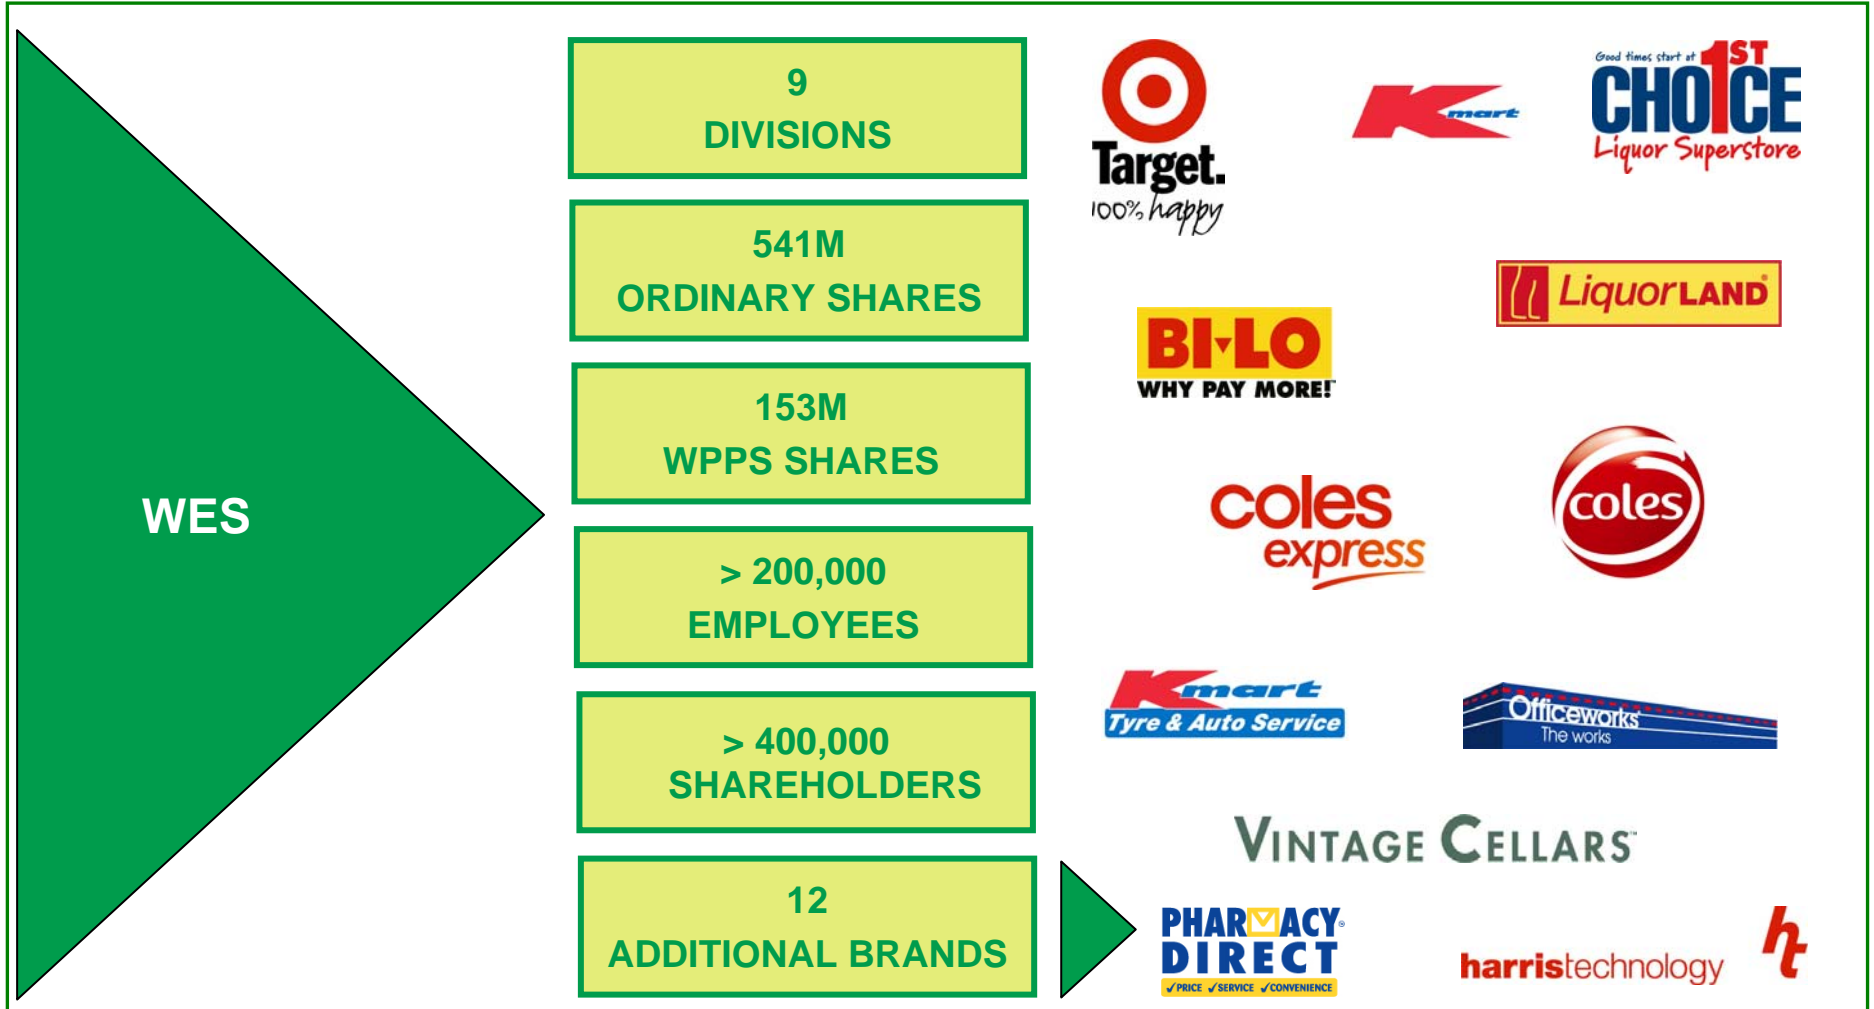 WES
9
DIVISIONS
541M
ORDINARY SHARES
153M
WPPS SHARES
> 200,000
EMPLOYEES
> 400,000
SHAREHOLDERS
12
ADDITIONAL BRANDS
Target.
100% happy
Kmart
Good times start at
1ST CHOICE
Liquor Superstore
LiquorLAND®
BI-LO
WHY PAY MORE!™
coles
express
coles
Kmart
Tyre & Auto Service
Officeworks
The works
VINTAGE CELLARS™
PHARMACY®
DIRECT
✓PRICE ✓SERVICE ✓CONVENIENCE
harristechnology
ht